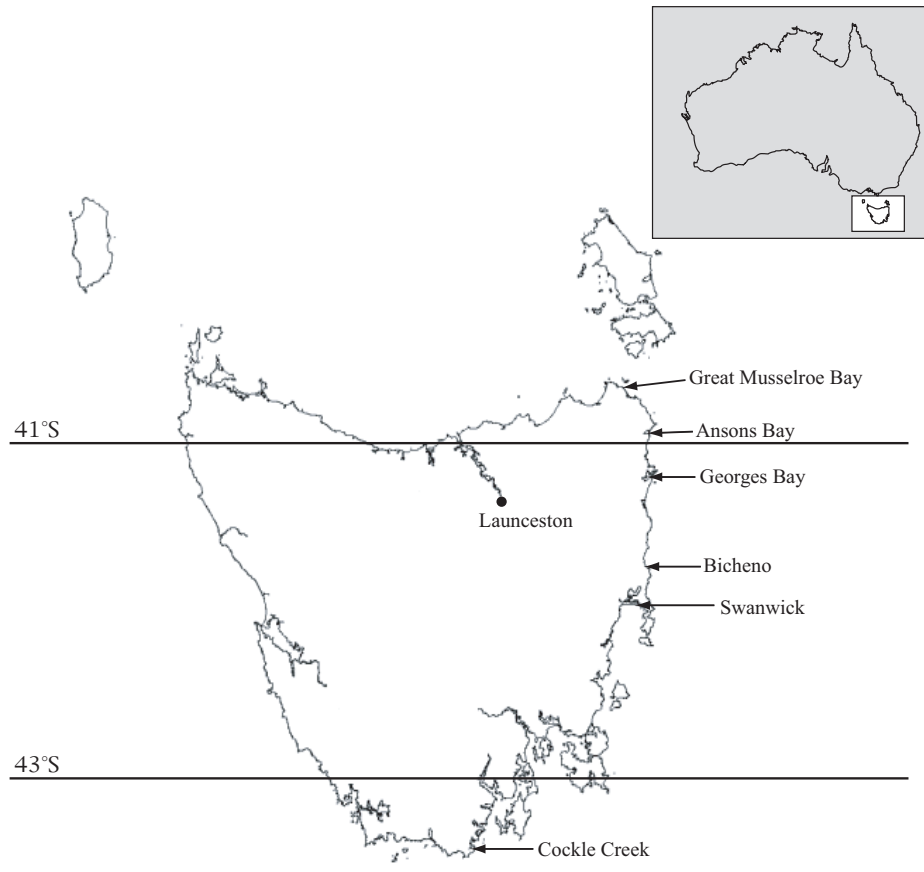 Great Musselroe Bay
41°S
Ansons Bay
Georges Bay
Launceston
Bicheno
Swanwick
43°S
Cockle Creek